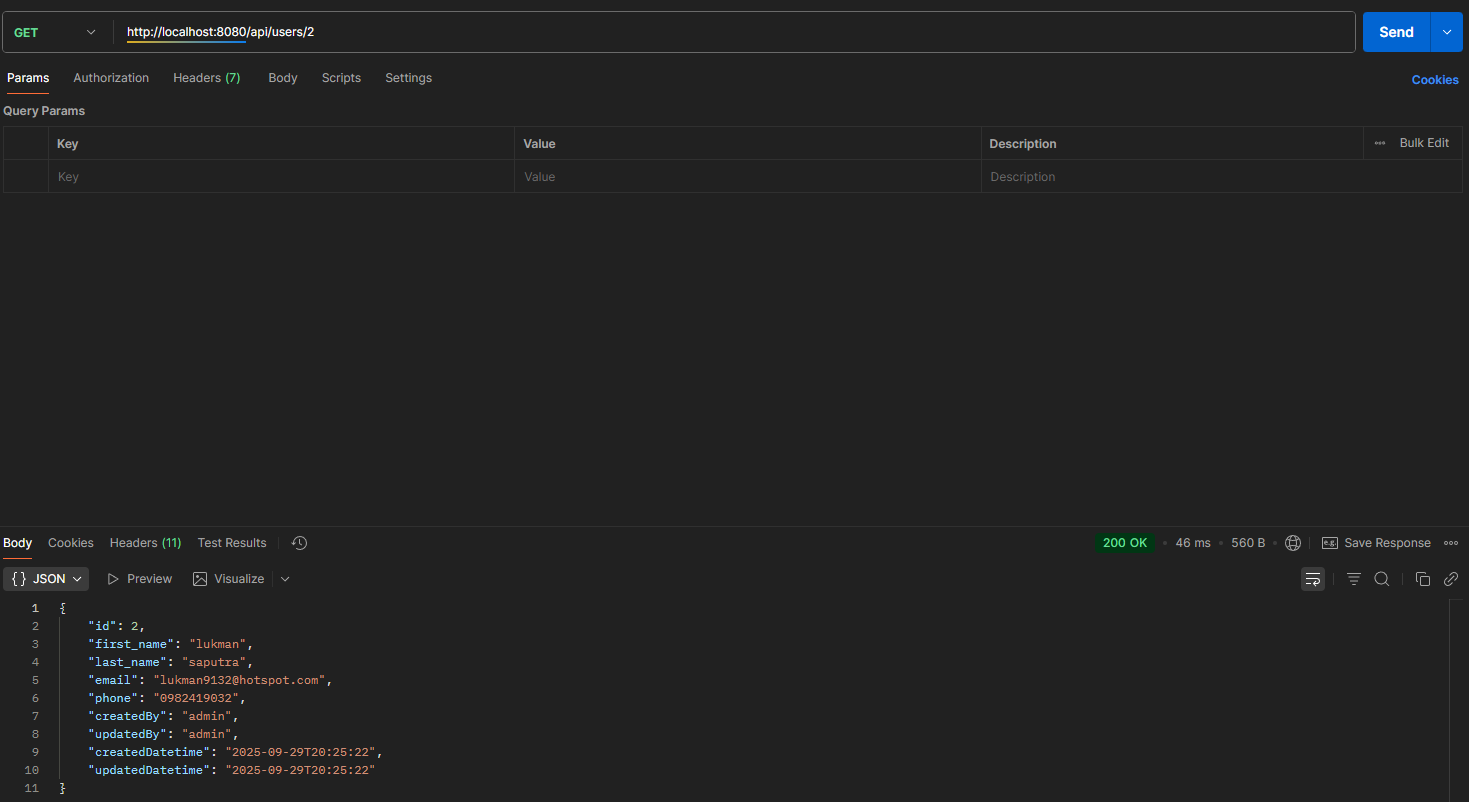 GET http://localhost:8080/api/users/2 Send
Params Authorization Headers (7) Body Scripts Settings Cookies
Query Params
Key Value Description Bulk Edit
Key Value Description
Body Cookies Headers (11) Test Results 200 OK • 46 ms • 560 B • e.g. Save Response
{} JSON Preview Visualize
1 {
2 "id": 2,
3 "first_name": "lukman",
4 "last_name": "saputra",
5 "email": "lukman9132@hotspot.com",
6 "phone": "0982419032",
7 "createdBy": "admin",
8 "updatedBy": "admin",
9 "createdDatetime": "2025-09-29T20:25:22",
10 "updatedDatetime": "2025-09-29T20:25:22"
11 }